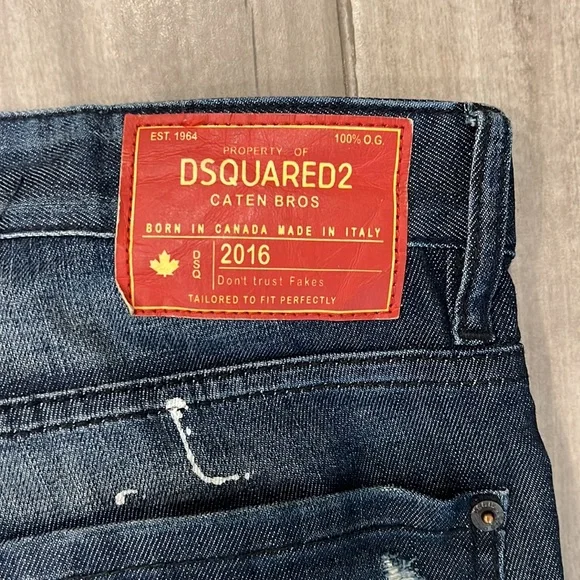 EST. 1964 100% O.G.
PROPERTY OF
DSQUARED2
CATEN BROS
BORN IN CANADA MADE IN ITALY
DSQ
2016
Don't trust Fakes
TAILORED TO FIT PERFECTLY